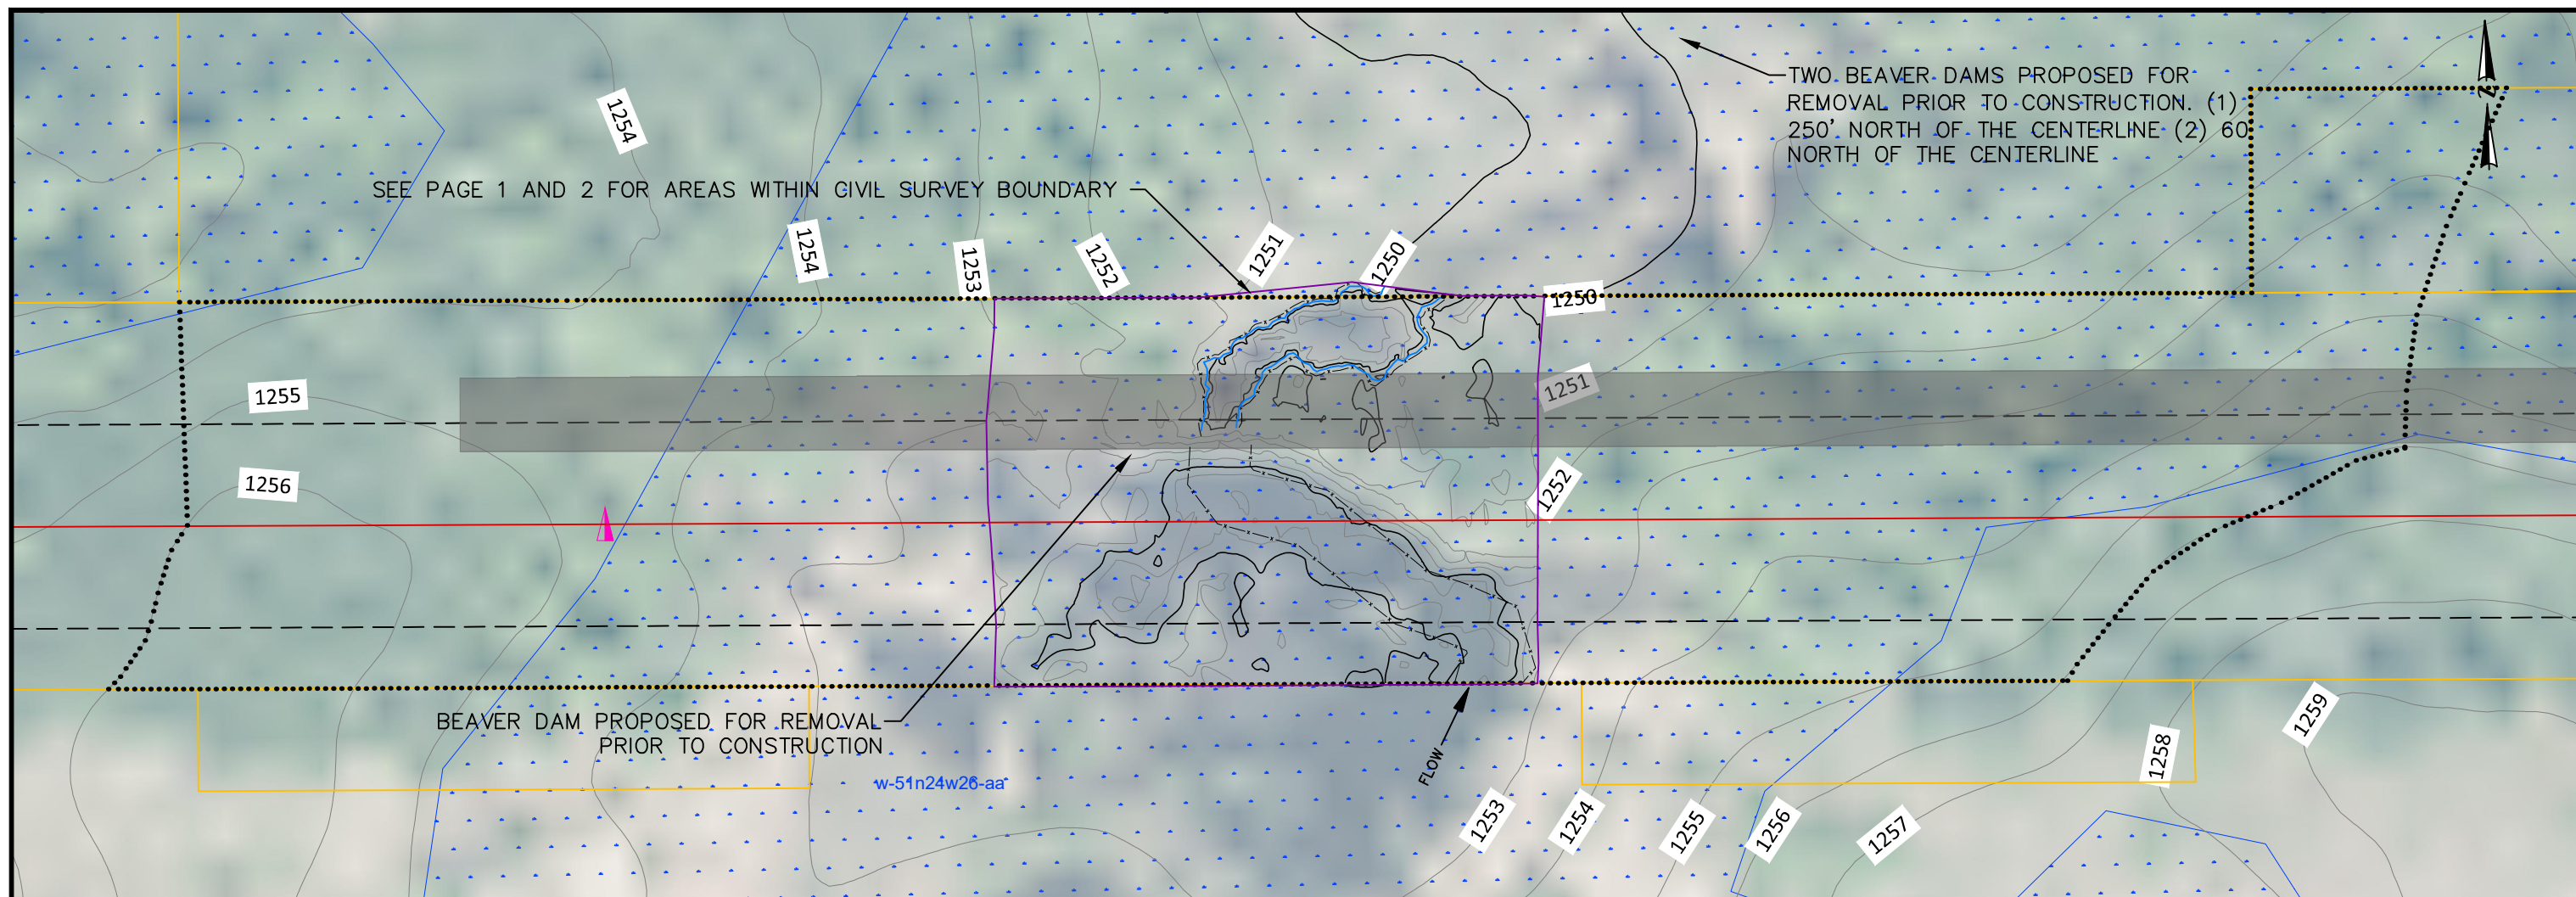 TWO BEAVER DAMS PROPOSED FOR
REMOVAL PRIOR TO CONSTRUCTION. (1)
250' NORTH OF THE CENTERLINE (2) 60
NORTH OF THE CENTERLINE
N
1254
SEE PAGE 1 AND 2 FOR AREAS WITHIN CIVIL SURVEY BOUNDARY
1254
1253
1252
1251
1250
1250
1255
1251
1256
1252
BEAVER DAM PROPOSED FOR REMOVAL
PRIOR TO CONSTRUCTION
w-51n24w26-aa
FLOW
1253
1254
1255
1256
1257
1258
1259